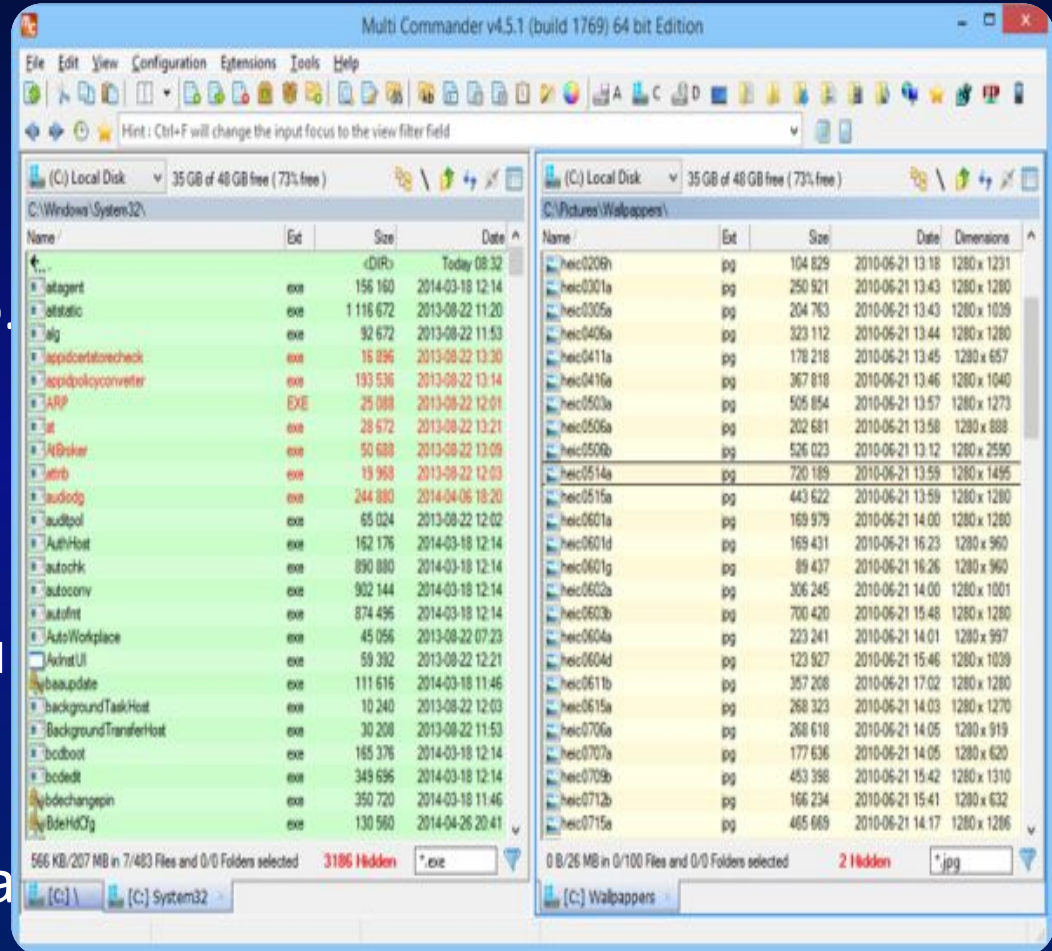 Multi Commander v4.5.1 (build 1769) 64 bit Edition
File Edit View Configuration Extensions Tools Help
A C D
Hint : Ctrl+F will change the input focus to the view filter field
(C:) Local Disk 35 GB of 48 GB free ( 73% free )
C:\Windows\System32\
Name Ext Size Date
.. <DIR> Today 08:32
aitagent exe 156 160 2014-03-18 12:14
aitstatic exe 1 116 672 2013-08-22 11:20
alg exe 92 672 2013-08-22 11:53
appidcertstorecheck exe 16 896 2013-08-22 13:30
appidpolicyconverter exe 193 536 2013-08-22 13:14
ARP EXE 25 088 2013-08-22 12:01
at exe 28 672 2013-08-22 13:21
AtBroker exe 50 688 2013-08-22 13:09
attrib exe 19 968 2013-08-22 12:03
audiodg exe 244 880 2014-04-06 18:20
auditpol exe 65 024 2013-08-22 12:02
AuthHost exe 162 176 2014-03-18 12:14
autochk exe 890 880 2014-03-18 12:14
autoconv exe 902 144 2014-03-18 12:14
autofmt exe 874 496 2014-03-18 12:14
AutoWorkplace exe 45 056 2013-08-22 07:23
AxInstUI exe 59 392 2013-08-22 12:21
baaupdate exe 111 616 2014-03-18 11:46
backgroundTaskHost exe 10 240 2013-08-22 12:03
BackgroundTransferHost exe 30 208 2013-08-22 11:53
bcdboot exe 165 376 2014-03-18 12:14
bcdedit exe 349 696 2014-03-18 12:14
bdechangepin exe 350 720 2014-03-18 11:46
BdeHdCfg exe 130 560 2014-04-26 20:41
566 KB/207 MB in 7/483 Files and 0/0 Folders selected 3186 Hidden *.exe
[C:] \ [C:] System32
(C:) Local Disk 35 GB of 48 GB free ( 73% free )
C:\Pictures\Wallpappers\
Name Ext Size Date Dimensions
heic0206h jpg 104 829 2010-06-21 13:18 1280 x 1231
heic0301a jpg 250 921 2010-06-21 13:43 1280 x 1280
heic0305a jpg 204 763 2010-06-21 13:43 1280 x 1039
heic0406a jpg 323 112 2010-06-21 13:44 1280 x 1280
heic0411a jpg 178 218 2010-06-21 13:45 1280 x 657
heic0416a jpg 367 818 2010-06-21 13:46 1280 x 1040
heic0503a jpg 505 854 2010-06-21 13:57 1280 x 1273
heic0506a jpg 202 681 2010-06-21 13:58 1280 x 888
heic0506b jpg 526 023 2010-06-21 13:12 1280 x 2590
heic0514a jpg 720 189 2010-06-21 13:59 1280 x 1495
heic0515a jpg 443 622 2010-06-21 13:59 1280 x 1280
heic0601a jpg 169 979 2010-06-21 14:00 1280 x 1280
heic0601d jpg 169 431 2010-06-21 16:23 1280 x 960
heic0601g jpg 89 437 2010-06-21 16:26 1280 x 960
heic0602a jpg 306 245 2010-06-21 14:00 1280 x 1001
heic0603b jpg 700 420 2010-06-21 15:48 1280 x 1280
heic0604a jpg 223 241 2010-06-21 14:01 1280 x 997
heic0604d jpg 123 927 2010-06-21 15:46 1280 x 1039
heic0611b jpg 357 208 2010-06-21 17:02 1280 x 1280
heic0615a jpg 268 323 2010-06-21 14:03 1280 x 1270
heic0706a jpg 268 618 2010-06-21 14:05 1280 x 919
heic0707a jpg 177 636 2010-06-21 14:05 1280 x 620
heic0709b jpg 453 398 2010-06-21 15:42 1280 x 1310
heic0712b jpg 166 234 2010-06-21 15:41 1280 x 632
heic0715a jpg 465 669 2010-06-21 14:17 1280 x 1286
0 B/26 MB in 0/100 Files and 0/0 Folders selected 2 Hidden *.jpg
[C:] Wallpappers